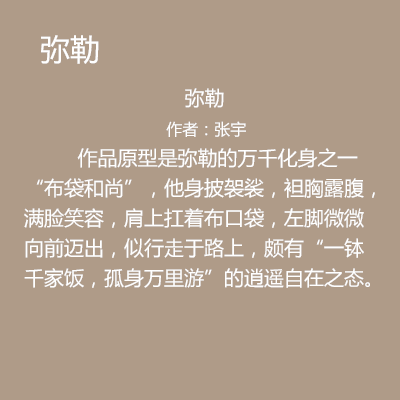 弥勒
弥勒
作者：张宇
作品原型是弥勒的万千化身之一
“布袋和尚”，他身披袈裟，袒胸露腹，
满脸笑容，肩上扛着布口袋，左脚微微
向前迈出，似行走于路上，颇有“一钵
千家饭，孤身万里游”的逍遥自在之态。